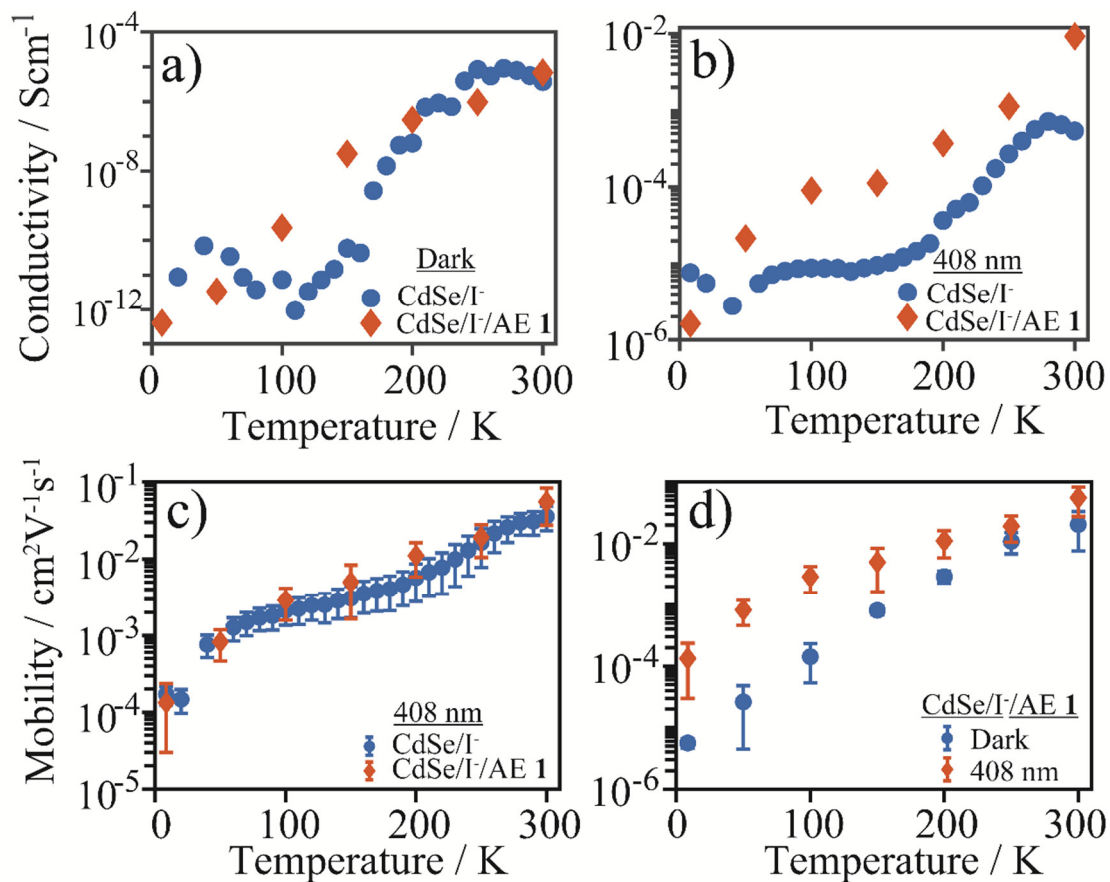 a)
Conductivity / Scm⁻¹
10⁻⁴
10⁻⁸
10⁻¹²
Dark
CdSe/I⁻
CdSe/I⁻/AE 1
0 100 200 300
Temperature / K
b)
10⁻²
10⁻⁴
10⁻⁶
408 nm
CdSe/I⁻
CdSe/I⁻/AE 1
0 100 200 300
Temperature / K
c)
Mobility / cm²V⁻¹s⁻¹
10⁻¹
10⁻²
10⁻³
10⁻⁴
10⁻⁵
408 nm
CdSe/I⁻
CdSe/I⁻/AE 1
0 100 200 300
Temperature / K
d)
10⁻²
10⁻⁴
10⁻⁶
CdSe/I⁻/AE 1
Dark
408 nm
0 100 200 300
Temperature / K